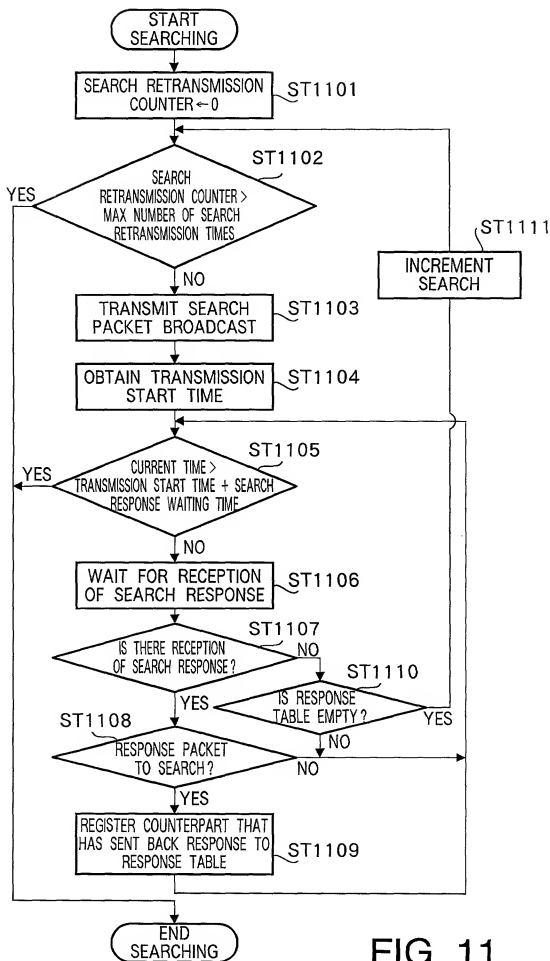 START
SEARCHING
SEARCH RETRANSMISSION
COUNTER←0
ST1101
ST1102
YES
SEARCH
RETRANSMISSION COUNTER>
MAX NUMBER OF SEARCH
RETRANSMISSION TIMES
ST1111
INCREMENT
SEARCH
NO
TRANSMIT SEARCH
PACKET BROADCAST
ST1103
OBTAIN TRANSMISSION
START TIME
ST1104
ST1105
YES
CURRENT TIME>
TRANSMISSION START TIME + SEARCH
RESPONSE WAITING TIME
NO
WAIT FOR RECEPTION
OF SEARCH RESPONSE
ST1106
ST1107
IS THERE RECEPTION
OF SEARCH RESPONSE?
NO
ST1110
YES
IS RESPONSE
TABLE EMPTY?
YES
ST1108
NO
RESPONSE PACKET
TO SEARCH?
NO
YES
REGISTER COUNTERPART THAT
HAS SENT BACK RESPONSE TO
RESPONSE TABLE
ST1109
END
SEARCHING
FIG. 11